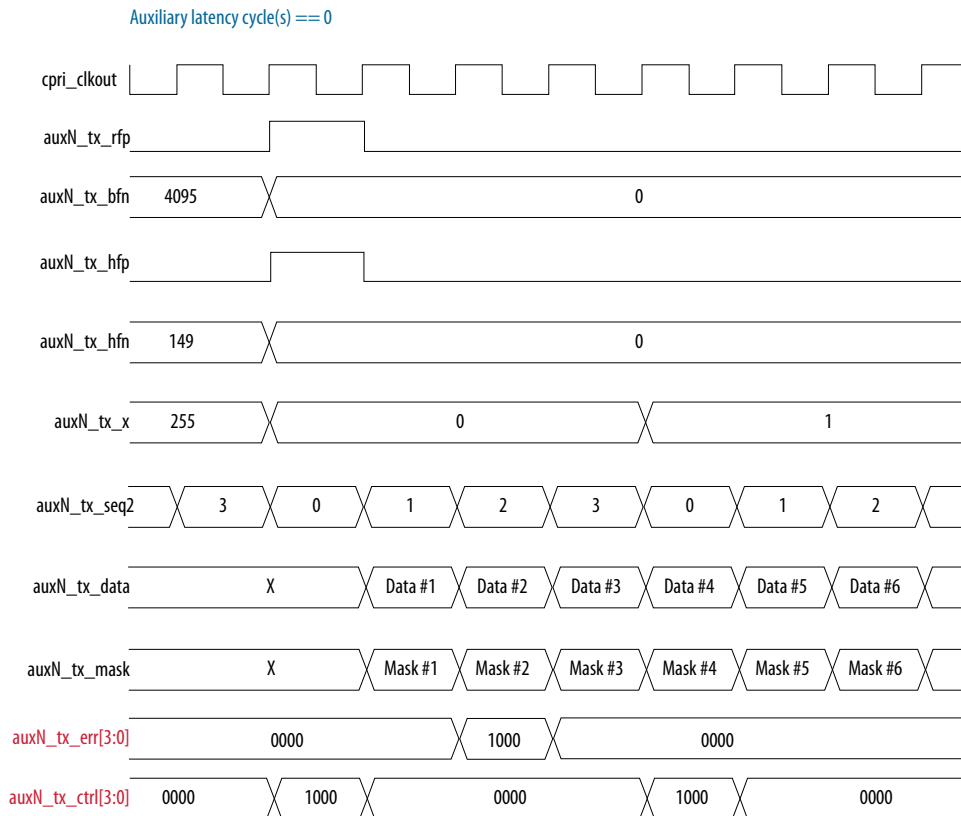 Auxiliary latency cycle(s) == 0
cpri_clkout
auxN_tx_rfp
auxN_tx_bfn 4095 0
auxN_tx_hfp
auxN_tx_hfn 149 0
auxN_tx_x 255 0 1
auxN_tx_seq 2 3 0 1 2 3 0 1 2
auxN_tx_data X Data #1 Data #2 Data #3 Data #4 Data #5 Data #6
auxN_tx_mask X Mask #1 Mask #2 Mask #3 Mask #4 Mask #5 Mask #6
auxN_tx_err[3:0] 0000 1000 0000
auxN_tx_ctrl[3:0] 0000 1000 0000 1000 0000